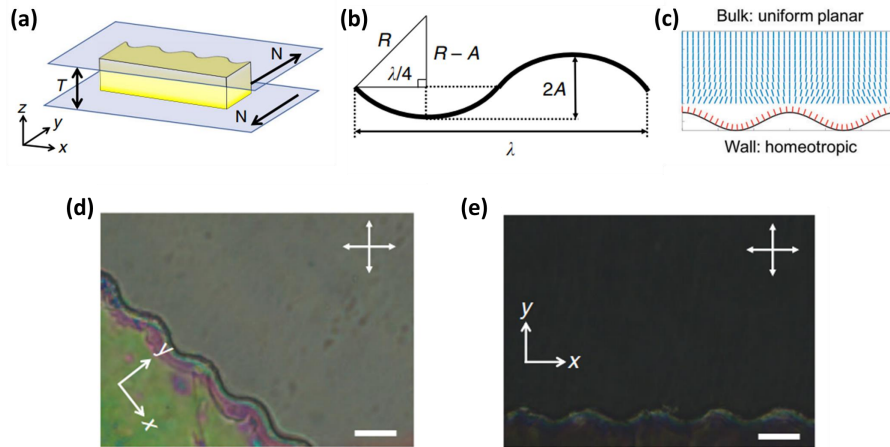 (a)
T
N
N
z
y
x
(b)
R
R − A
λ/4
2A
λ
(c)
Bulk: uniform planar
Wall: homeotropic
(d)
y
x
(e)
y
x